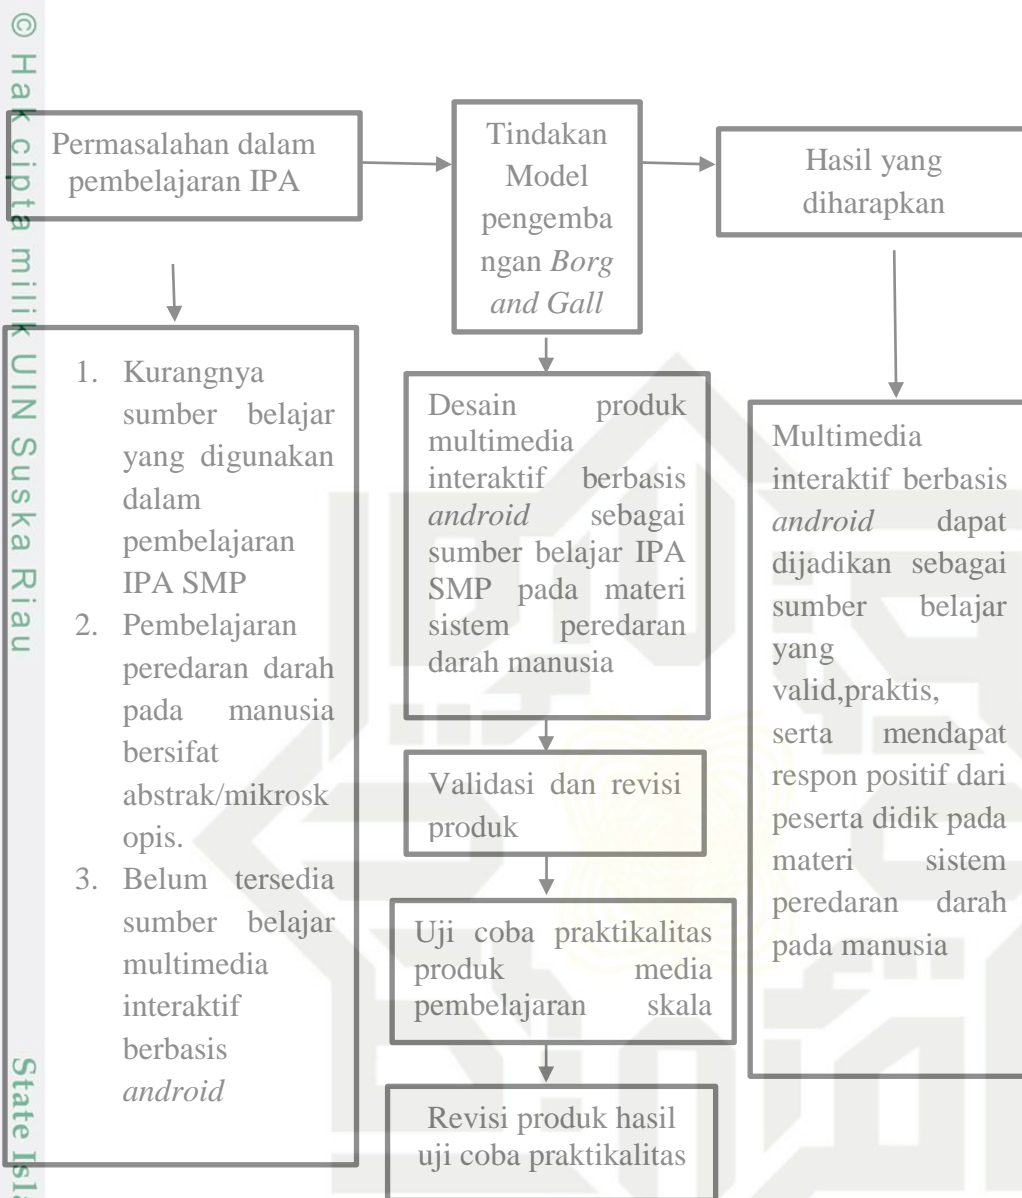 © Hak cipta milik UIN Suska Riau
State Isla
Permasalahan dalam
pembelajaran IPA
Tindakan
Model
pengemba
ngan Borg
and Gall
Hasil yang
diharapkan
1. Kurangnya
sumber belajar
yang digunakan
dalam
pembelajaran
IPA SMP
2. Pembelajaran
peredaran darah
pada manusia
bersifat
abstrak/mikrosk
opis.
3. Belum tersedia
sumber belajar
multimedia
interaktif
berbasis
android
Desain produk
multimedia
interaktif berbasis
android sebagai
sumber belajar IPA
SMP pada materi
sistem peredaran
darah manusia
Validasi dan revisi
produk
Uji coba praktikalitas
produk media
pembelajaran skala
Revisi produk hasil
uji coba praktikalitas
Multimedia
interaktif berbasis
android dapat
dijadikan sebagai
sumber belajar
yang
valid,praktis,
serta mendapat
respon positif dari
peserta didik pada
materi sistem
peredaran darah
pada manusia